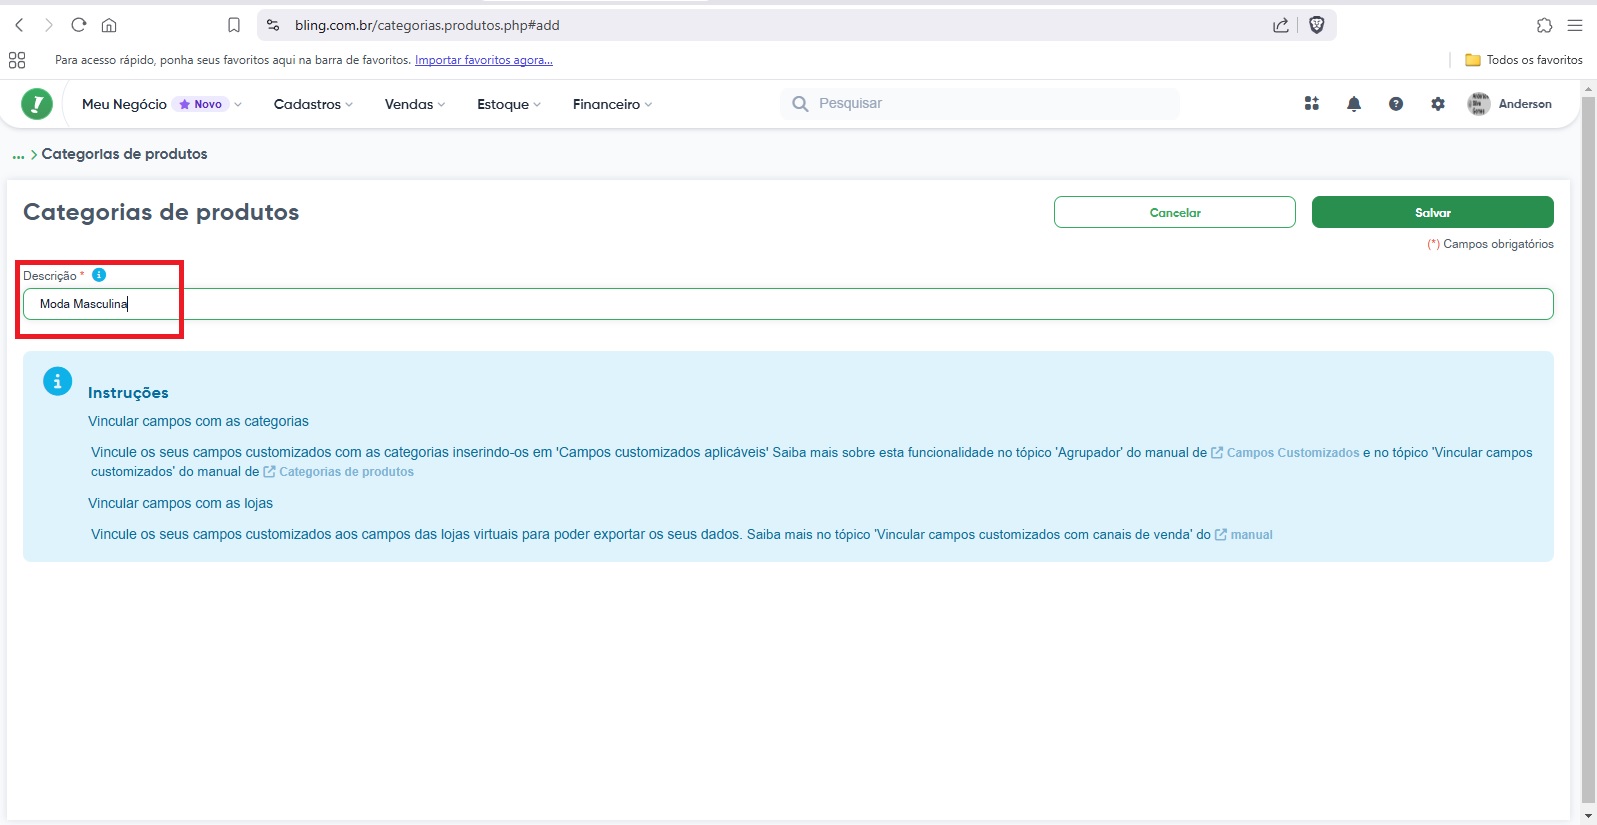 bling.com.br/categorias.produtos.php#add
Para acesso rápido, ponha seus favoritos aqui na barra de favoritos. Importar favoritos agora...
Todos os favoritos
Meu Negócio Novo Cadastros Vendas Estoque Financeiro Pesquisar Anderson
... > Categorias de produtos
Categorias de produtos
Cancelar
Salvar
(*) Campos obrigatórios
Descrição *
Moda Masculina
Instruções
Vincular campos com as categorias
Vincule os seus campos customizados com as categorias inserindo-os em 'Campos customizados aplicáveis' Saiba mais sobre esta funcionalidade no tópico 'Agrupador' do manual de Campos Customizados e no tópico 'Vincular campos
customizados' do manual de Categorias de produtos
Vincular campos com as lojas
Vincule os seus campos customizados aos campos das lojas virtuais para poder exportar os seus dados. Saiba mais no tópico 'Vincular campos customizados com canais de venda' do manual